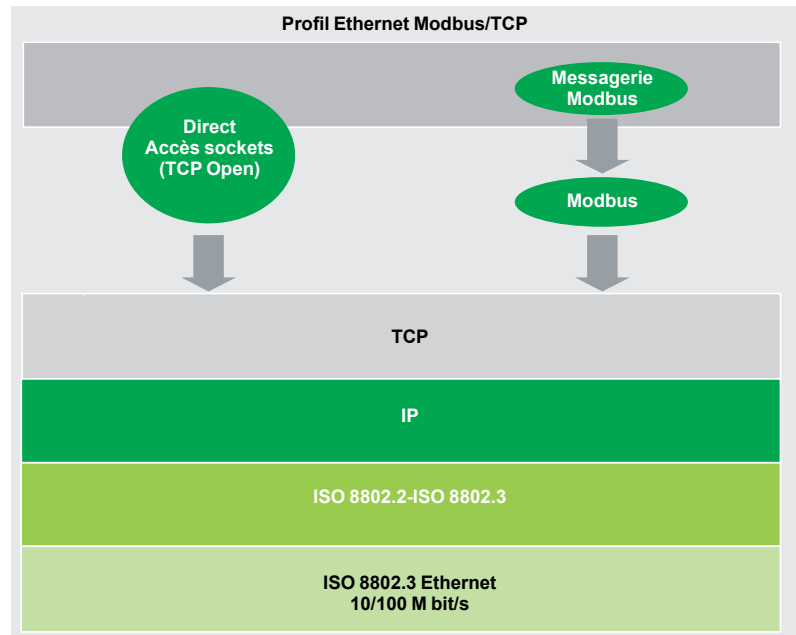 Profil Ethernet Modbus/TCP
Messagerie
Modbus
Direct
Accès sockets
(TCP Open)
Modbus
TCP
IP
ISO 8802.2-ISO 8802.3
ISO 8802.3 Ethernet
10/100 M bit/s